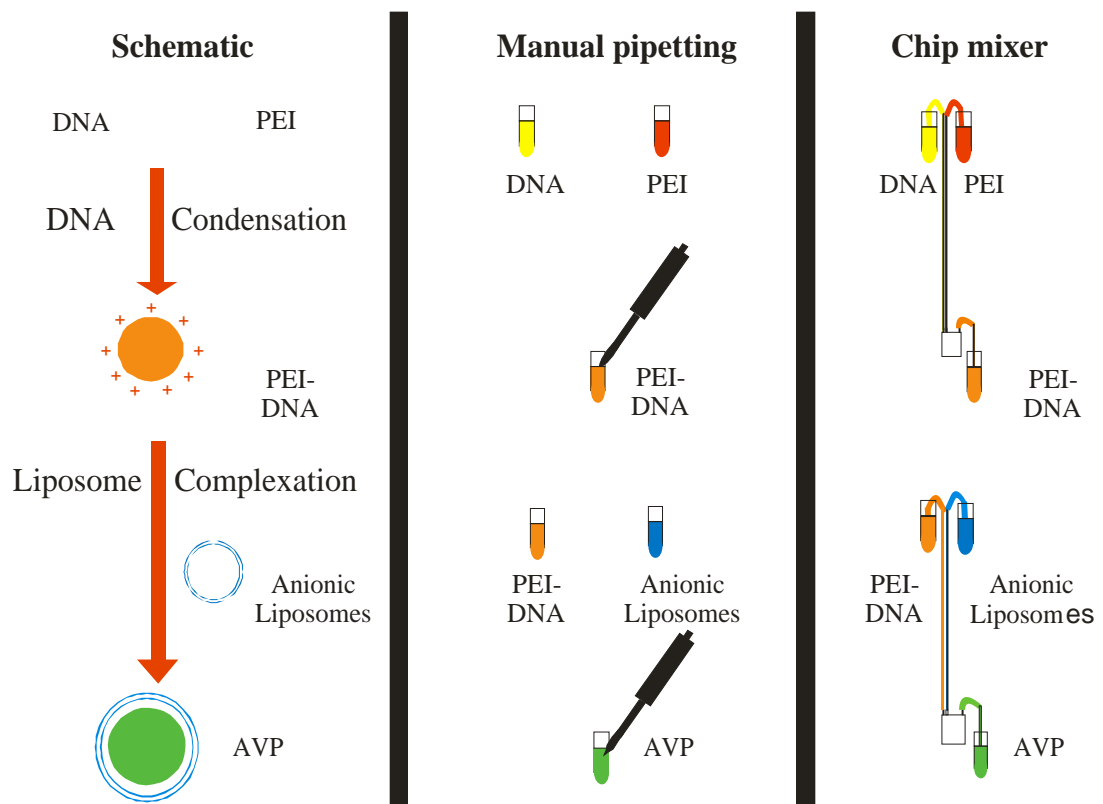 Schematic
DNA
PEI
DNA Condensation
PEI-
DNA
Liposome Complexation
Anionic
Liposomes
AVP
Manual pipetting
DNA
PEI
PEI-
DNA
PEI-
DNA
Anionic
Liposomes
AVP
Chip mixer
DNA
PEI
PEI-
DNA
PEI-
DNA
Anionic
Liposomes
AVP